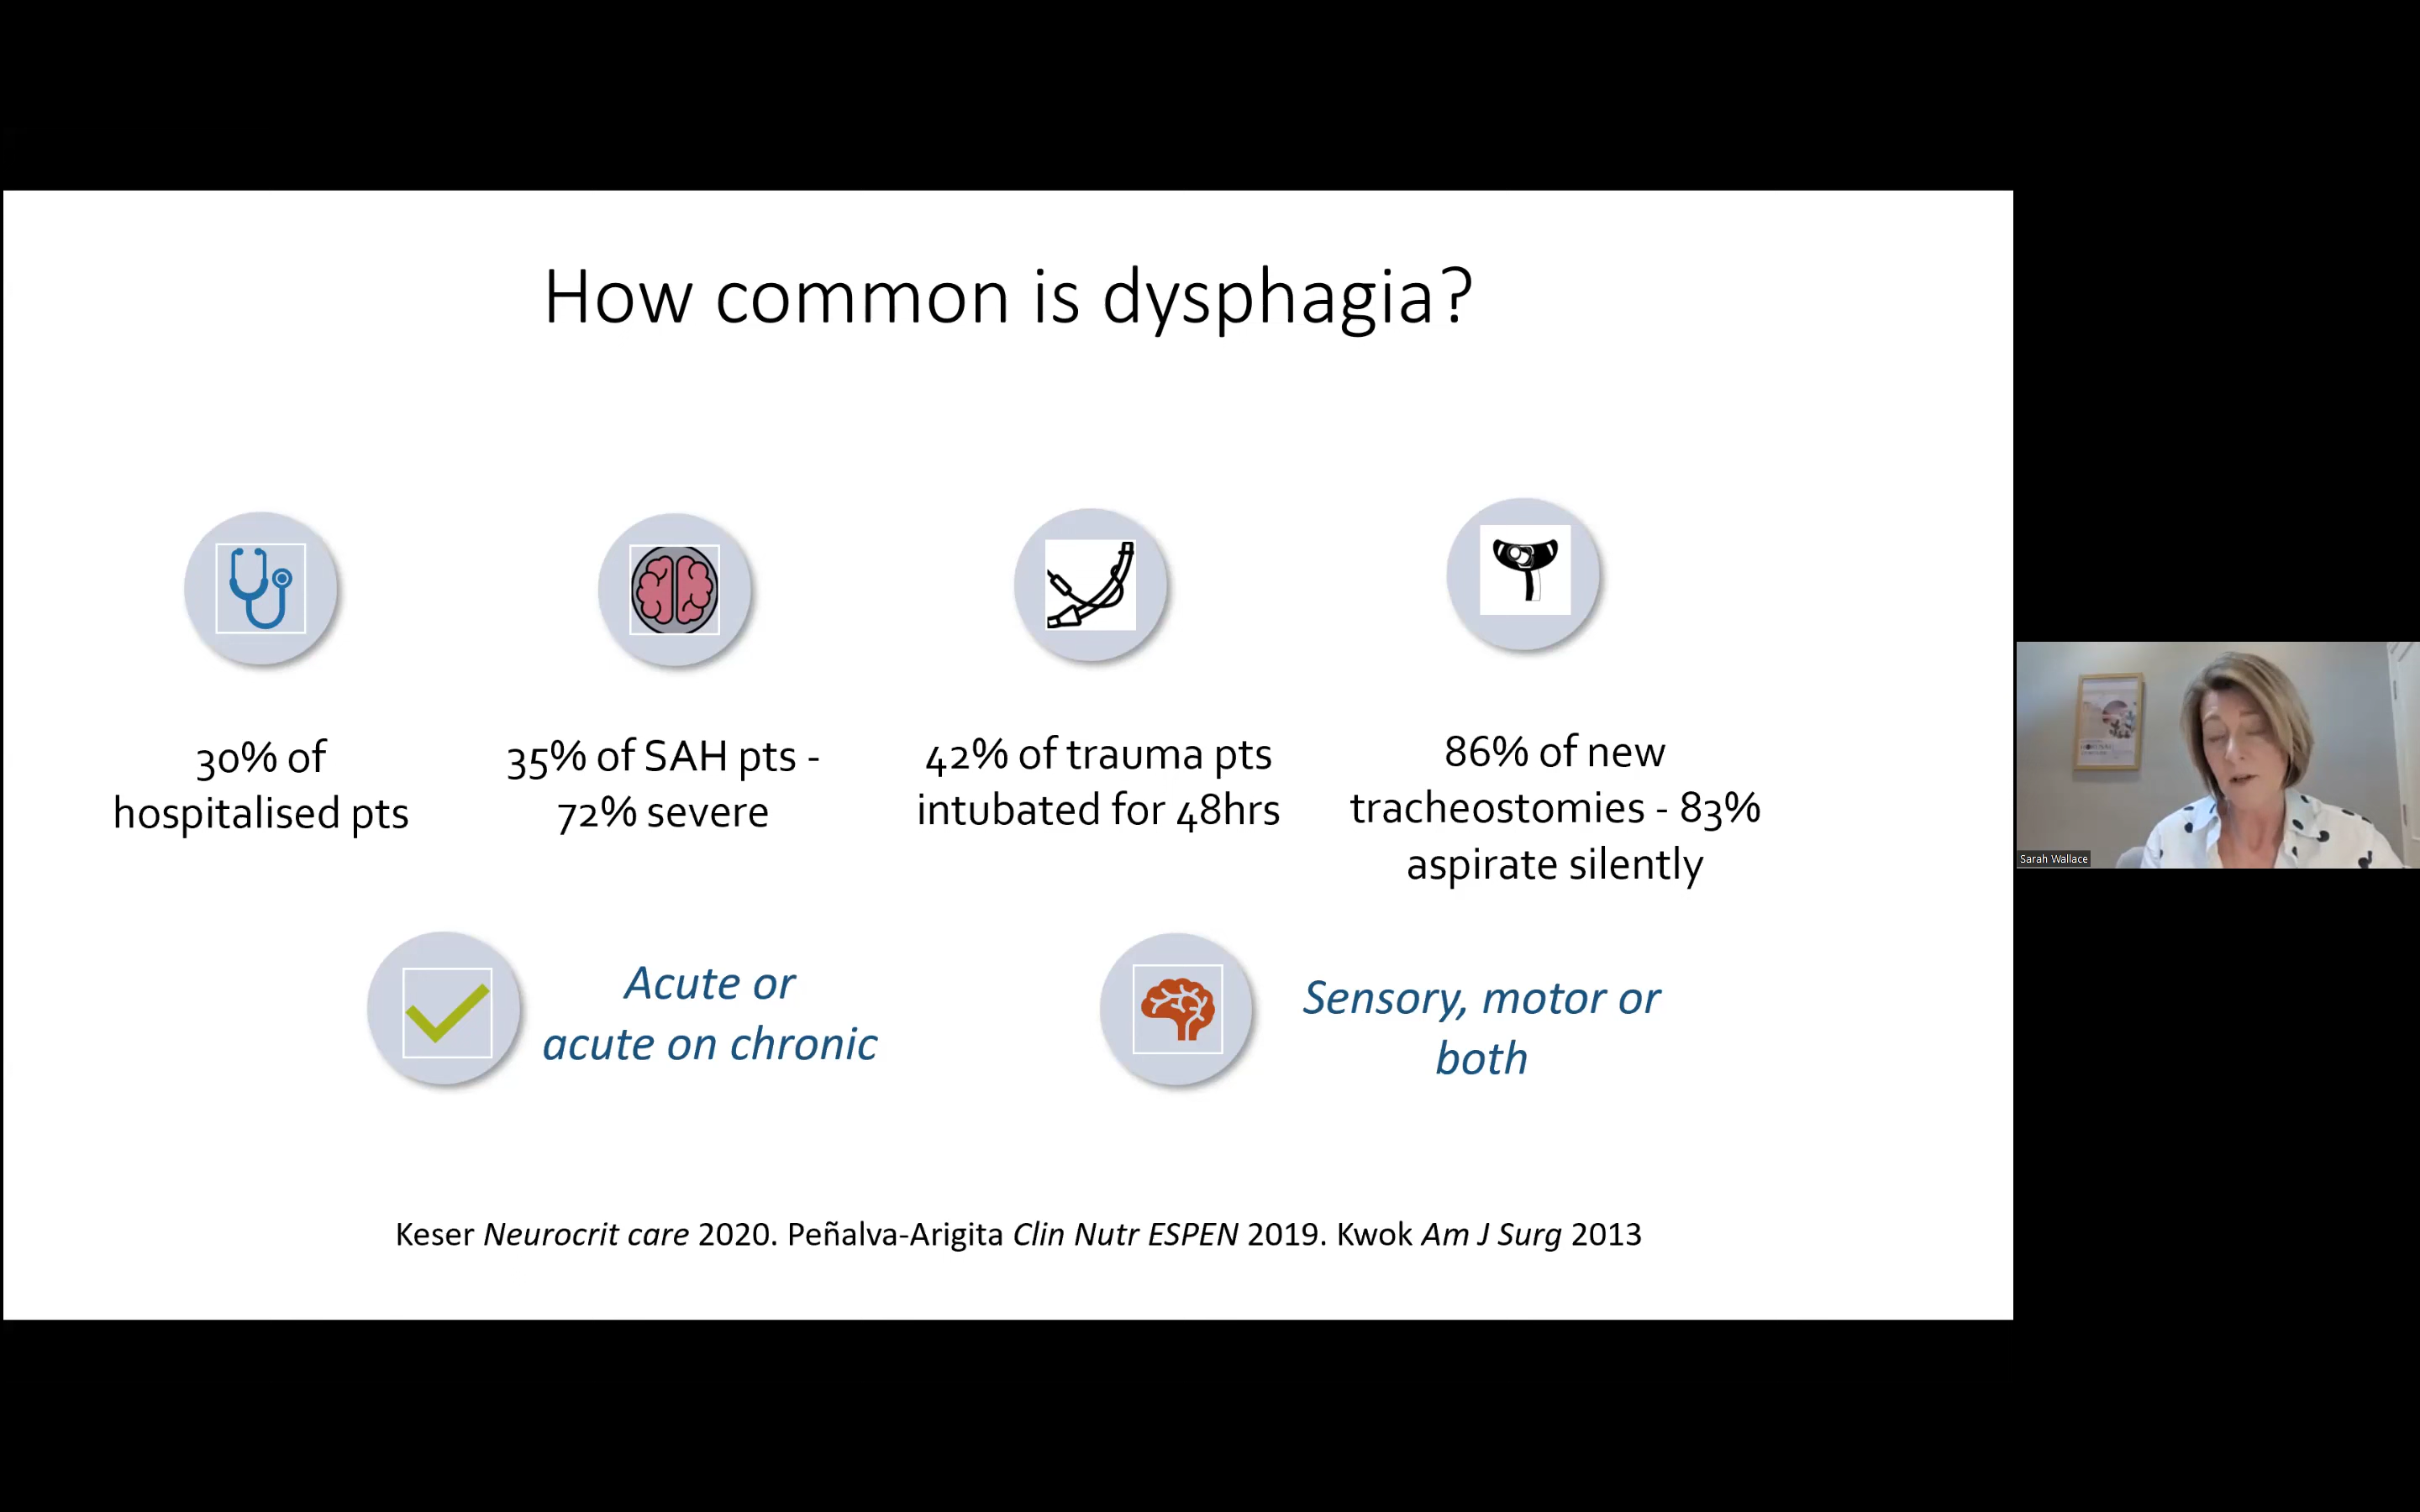 How common is dysphagia?
30% of
hospitalised pts
35% of SAH pts -
72% severe
42% of trauma pts
intubated for 48hrs
86% of new
tracheostomies - 83%
aspirate silently
Acute or
acute on chronic
Sensory, motor or
both
Keser Neurocrit care 2020. Peñalva-Arigita Clin Nutr ESPEN 2019. Kwok Am J Surg 2013
Sarah Wallace